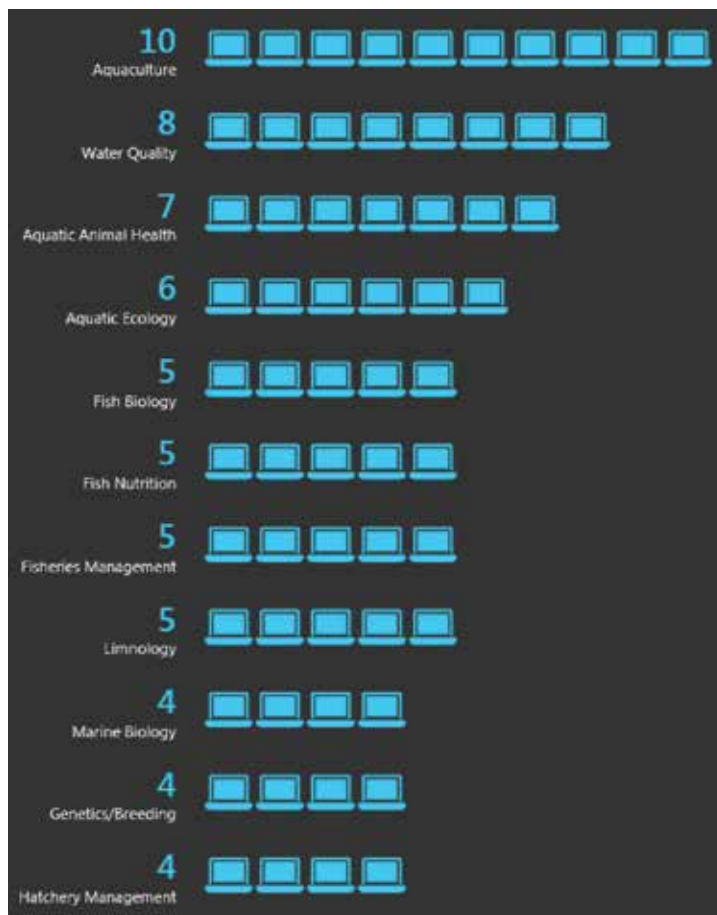 10
Aquaculture
8
Water Quality
7
Aquatic Animal Health
6
Aquatic Ecology
5
Fish Biology
5
Fish Nutrition
5
Fisheries Management
5
Limnology
4
Marine Biology
4
Genetics/Breeding
4
Hatchery Management